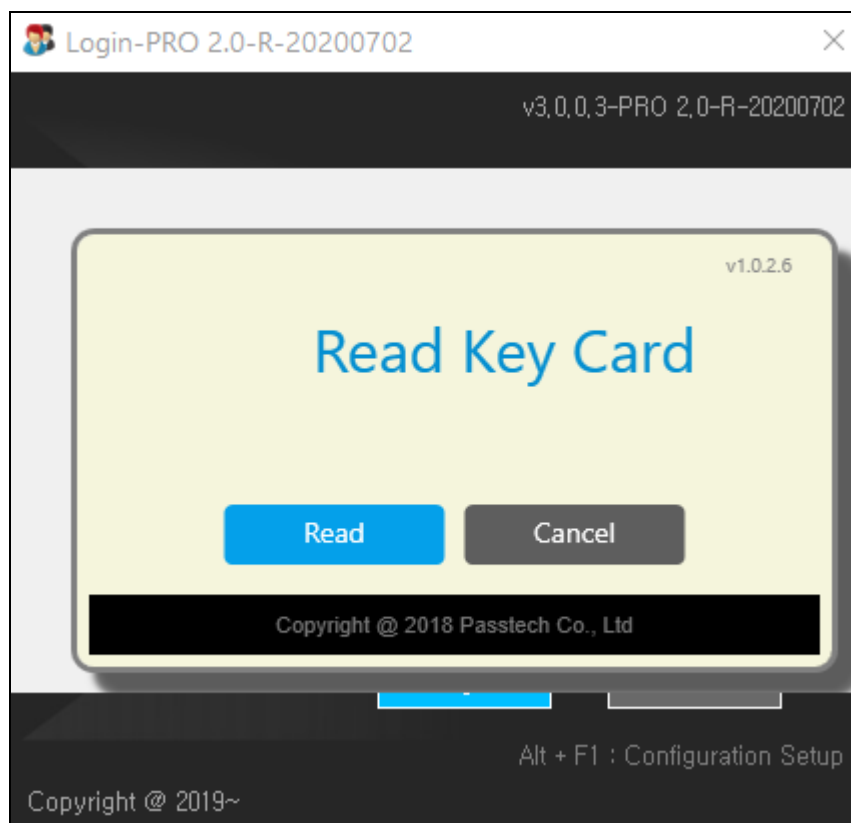 Login-PRO 2.0-R-20200702
v3,0,0,3-PRO 2,0-R-20200702
v1.0.2.6
Read Key Card
Read Cancel
Copyright @ 2018 Passtech Co., Ltd
Alt + F1 : Configuration Setup
Copyright @ 2019~